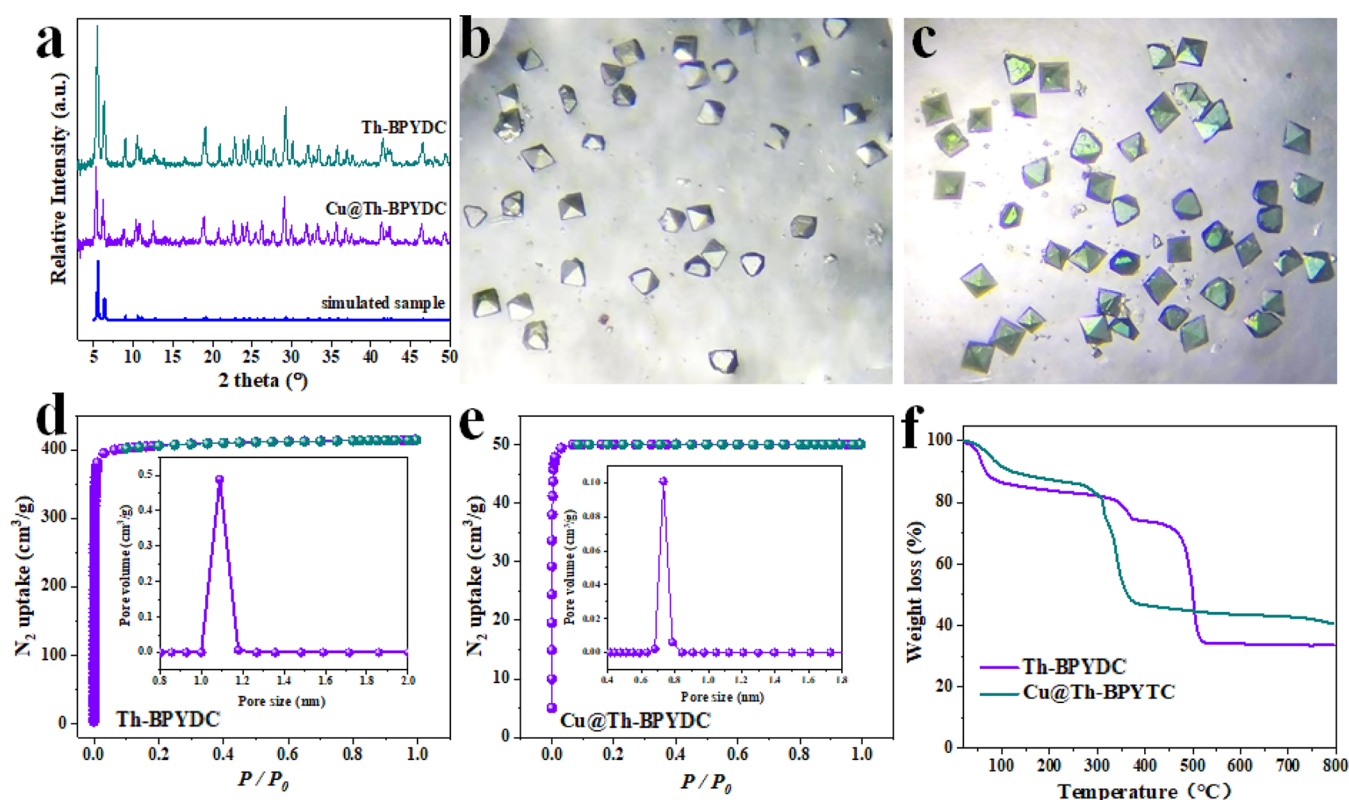 a
Relative Intensity (a.u.)
Th-BPYDC
Cu@Th-BPYDC
simulated sample
5 10 15 20 25 30 35 40 45 50
2 theta (°)
b
c
d
N2 uptake (cm3/g)
400
300
200
100
0
Pore volume (cm3/g)
0.5
0.4
0.3
0.2
0.1
0.0
0.8 1.0 1.2 1.4 1.6 1.8 2.0
Pore size (nm)
Th-BPYDC
0.0 0.2 0.4 0.6 0.8 1.0
P / P0
e
N2 uptake (cm3/g)
50
40
30
20
10
0
Pore volume (cm3/g)
0.10
0.08
0.06
0.04
0.02
0.00
0.4 0.6 0.8 1.0 1.2 1.4 1.6 1.8
Pore size (nm)
Cu@Th-BPYDC
0.0 0.2 0.4 0.6 0.8 1.0
P / P0
f
Weight loss (%)
100
80
60
40
20
0
Th-BPYDC
Cu@Th-BPYTC
100 200 300 400 500 600 700 800
Temperature（°C）